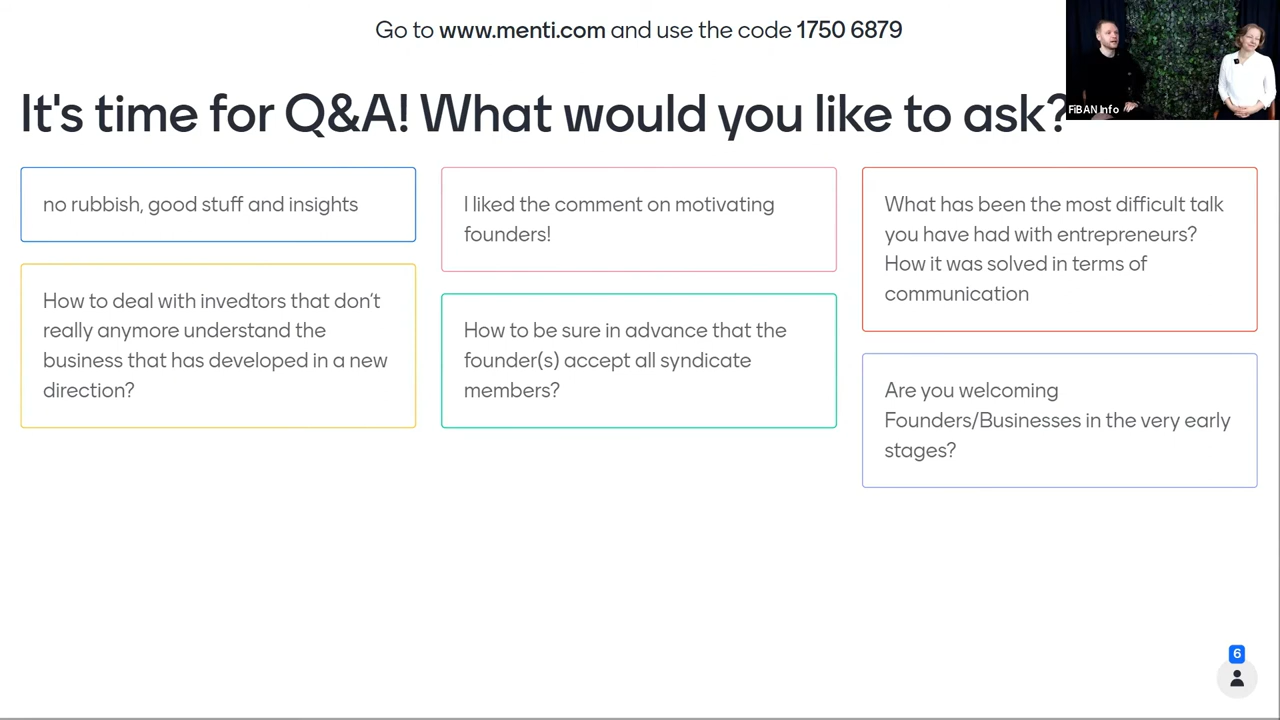 Go to www.menti.com and use the code 1750 6879
FiBAN Info
It's time for Q&A! What would you like to ask?
no rubbish, good stuff and insights
How to deal with invedtors that don't
really anymore understand the
business that has developed in a new
direction?
I liked the comment on motivating
founders!
How to be sure in advance that the
founder(s) accept all syndicate
members?
What has been the most difficult talk
you have had with entrepreneurs?
How it was solved in terms of
communication
Are you welcoming
Founders/Businesses in the very early
stages?
6